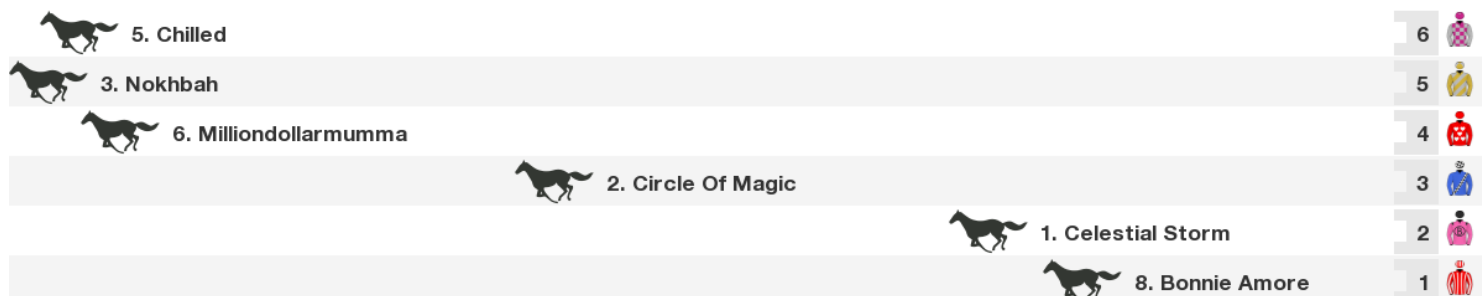 5. Chilled 6
3. Nokhbah 5
6. Milliondollarmumma 4
2. Circle Of Magic 3
1. Celestial Storm 2
8. Bonnie Amore 1